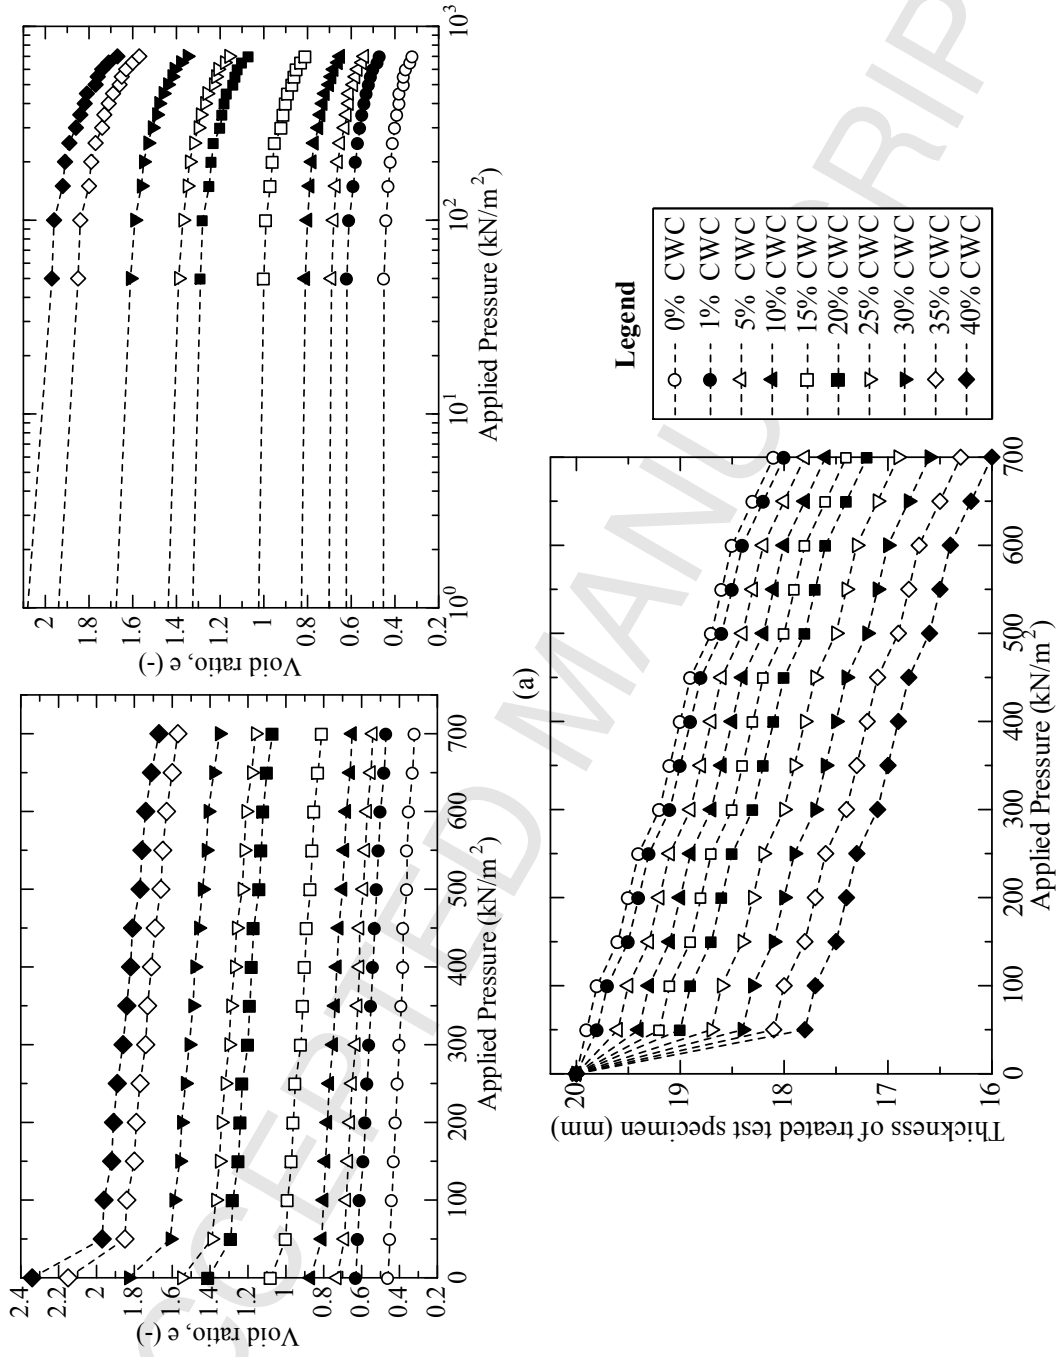 2.4
2.2
2
1.8
1.6
1.4
1.2
1
0.8
0.6
0.4
0.2
Void ratio, e (-)
0 100 200 300 400 500 600 700
Applied Pressure (kN/m²)
2
1.8
1.6
1.4
1.2
1
0.8
0.6
0.4
0.2
Void ratio, e (-)
10⁰ 10¹ 10² 10³
Applied Pressure (kN/m²)
(a)
20
19
18
17
16
Thickness of treated test specimen (mm)
0 100 200 300 400 500 600 700
Applied Pressure (kN/m²)
Legend
0% CWC
1% CWC
5% CWC
10% CWC
15% CWC
20% CWC
25% CWC
30% CWC
35% CWC
40% CWC
CCEPTED MANUSCRIP